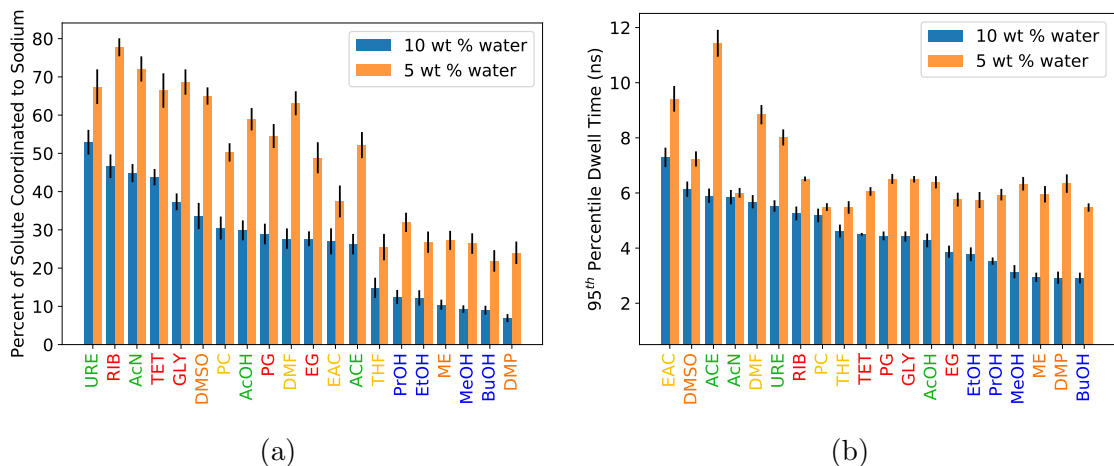 Percent of Solute Coordinated to Sodium
80
70
60
50
40
30
20
10
0
10 wt % water
5 wt % water
URE RIB AcN TET GLY DMSO PC AcOH PG DMF EG EAC ACE THF PrOH EtOH ME MeOH BuOH DMP
(a)
95th Percentile Dwell Time (ns)
12
10
8
6
4
2
10 wt % water
5 wt % water
EAC DMSO ACE AcN DMF URE RIB PC THF TET PG GLY AcOH EG EtOH PrOH MeOH ME DMP BuOH
(b)